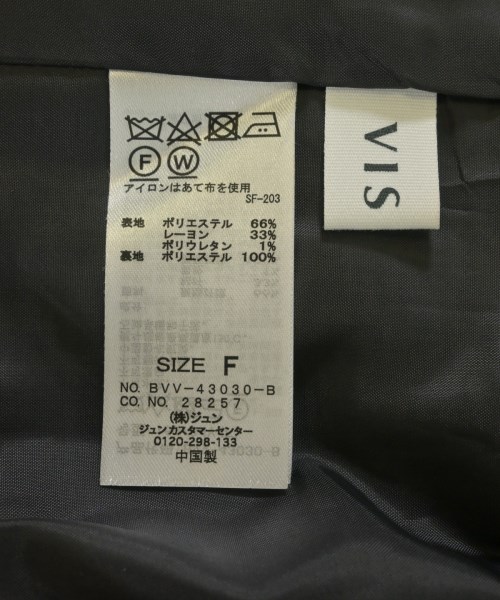 F W
アイロンはあて布を使用
SF-203
表地 ポリエステル 66%
レーヨン 33%
ポリウレタン 1%
裏地 ポリエステル 100%
SIZE F
NO. BVV-43030-B
CO. NO. 28257
(株)ジュン
ジュンカスタマーセンター
0120-298-133
中国製
VIS